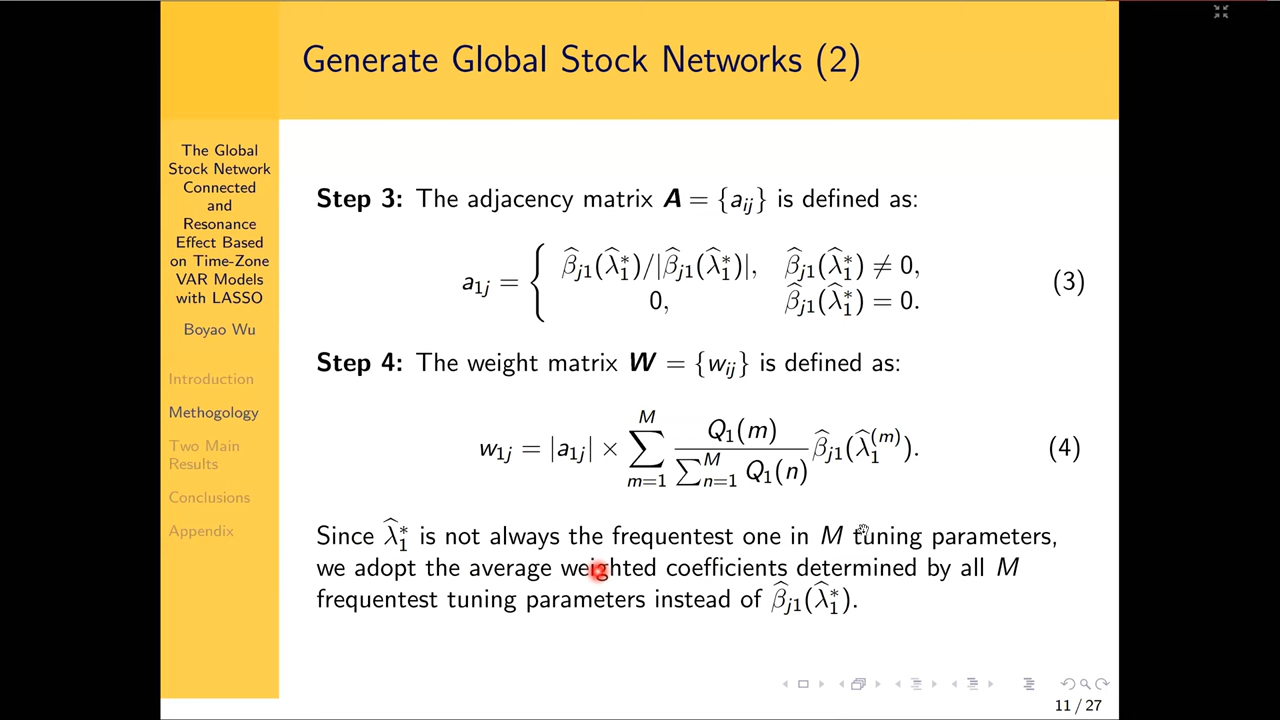 Generate Global Stock Networks (2)
The Global
Stock Network
Connected
and
Resonance
Effect Based
on Time-Zone
VAR Models
with LASSO
Boyao Wu
Introduction
Methogology
Two Main
Results
Conclusions
Appendix
Step 3: The adjacency matrix A = {a_ij} is defined as:
a_1j = { β̂_j1(λ̂_1^*)/|β̂_j1(λ̂_1^*)|, β̂_j1(λ̂_1^*) ≠ 0,
0, β̂_j1(λ̂_1^*) = 0. (3)
Step 4: The weight matrix W = {w_ij} is defined as:
w_1j = |a_1j| × ∑_{m=1}^{M} Q_1(m) / ∑_{n=1}^{M} Q_1(n) β̂_j1(λ̂_1^(m)). (4)
Since λ̂_1^* is not always the frequentest one in M tuning parameters,
we adopt the average weighted coefficients determined by all M
frequentest tuning parameters instead of β̂_j1(λ̂_1^*).
11 / 27